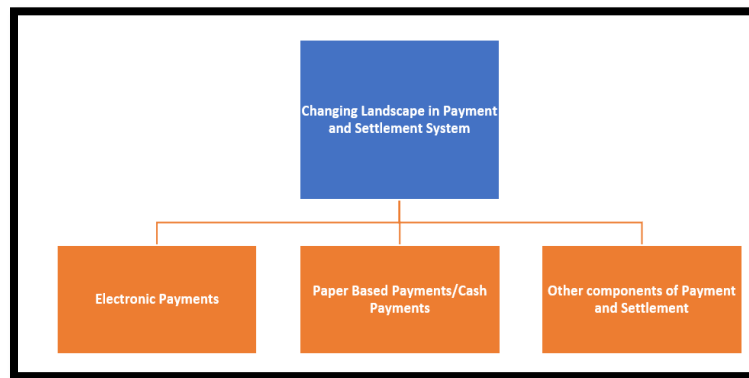 Changing Landscape in Payment
and Settlement System
Electronic Payments
Paper Based Payments/Cash
Payments
Other components of Payment
and Settlement